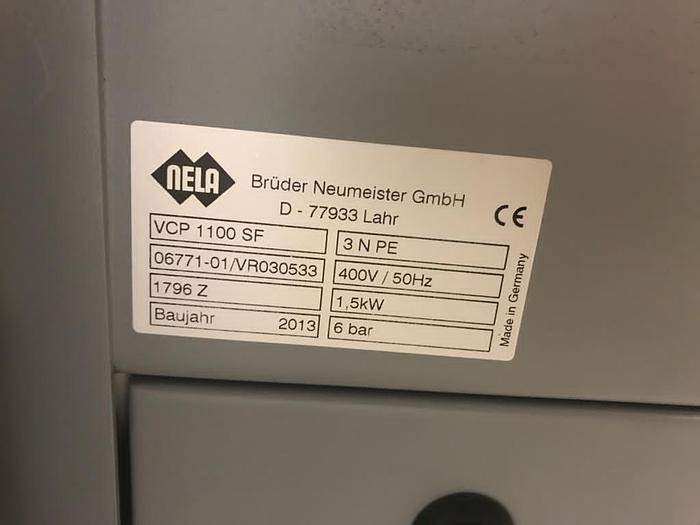 NELA
Brüder Neumeister GmbH
D - 77933 Lahr
CE
VCP 1100 SF
3 N PE
06771-01/VR030533
400V / 50Hz
1796 Z
1,5kW
Baujahr 2013
6 bar
Made in Germany